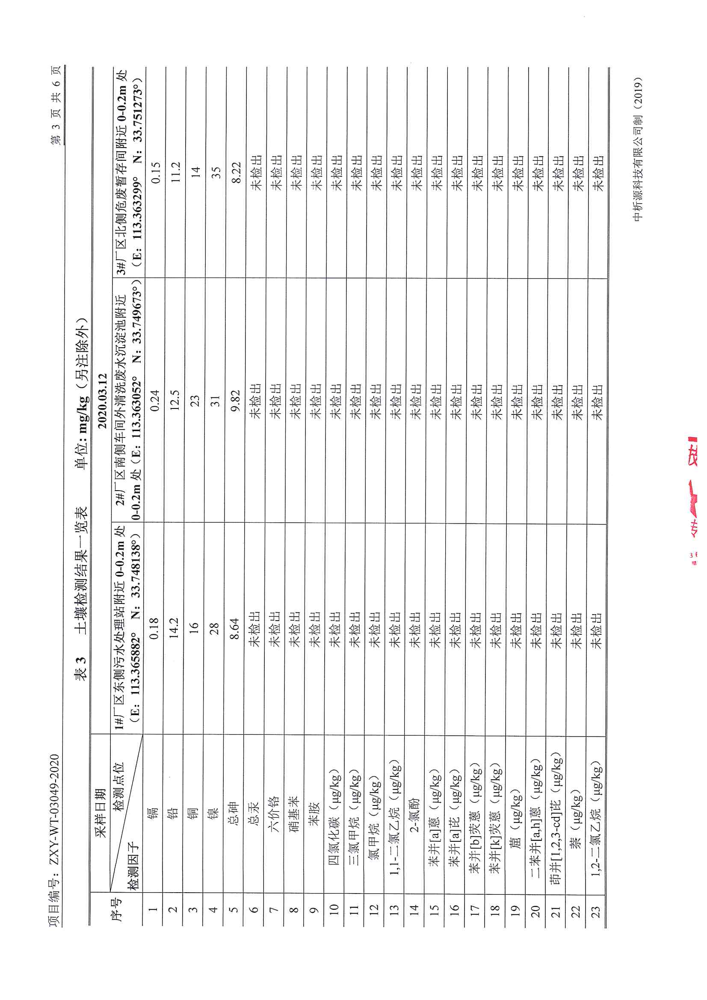 项目编号：ZXY-WT-03049-2020 第 3 页 共 6 页
表 3 土壤检测结果一览表 单位: mg/kg（另注除外）
序号 采样日期 2020.03.12
检测点位 1#厂区东侧污水处理站附近 0-0.2m 处 2#厂区南侧车间外清洗废水沉淀池附近 3#厂区北侧危废暂存间附近 0-0.2m 处
检测因子 （E：113.365882° N：33.748138°） 0-0.2m 处（E：113.363052° N：33.749673°） （E：113.363299° N：33.751273°）
1 镉 0.18 0.24 0.15
2 铅 14.2 12.5 11.2
3 铜 16 23 14
4 镍 28 31 35
5 总砷 8.64 9.82 8.22
6 总汞 未检出 未检出 未检出
7 六价铬 未检出 未检出 未检出
8 硝基苯 未检出 未检出 未检出
9 苯胺 未检出 未检出 未检出
10 四氯化碳（μg/kg） 未检出 未检出 未检出
11 三氯甲烷（μg/kg） 未检出 未检出 未检出
12 氯甲烷（μg/kg） 未检出 未检出 未检出
13 1,1-二氯乙烷（μg/kg） 未检出 未检出 未检出
14 2-氯酚 未检出 未检出 未检出
15 苯并[a]蒽（μg/kg） 未检出 未检出 未检出
16 苯并[a]芘（μg/kg） 未检出 未检出 未检出
17 苯并[b]荧蒽（μg/kg） 未检出 未检出 未检出
18 苯并[k]荧蒽（μg/kg） 未检出 未检出 未检出
19 䓛（μg/kg） 未检出 未检出 未检出
20 二苯并[a,h]蒽（μg/kg） 未检出 未检出 未检出
21 茚并[1,2,3-cd]芘（μg/kg） 未检出 未检出 未检出
22 萘（μg/kg） 未检出 未检出 未检出
23 1,2-二氯乙烷（μg/kg） 未检出 未检出 未检出
中析源科技有限公司制（2019）